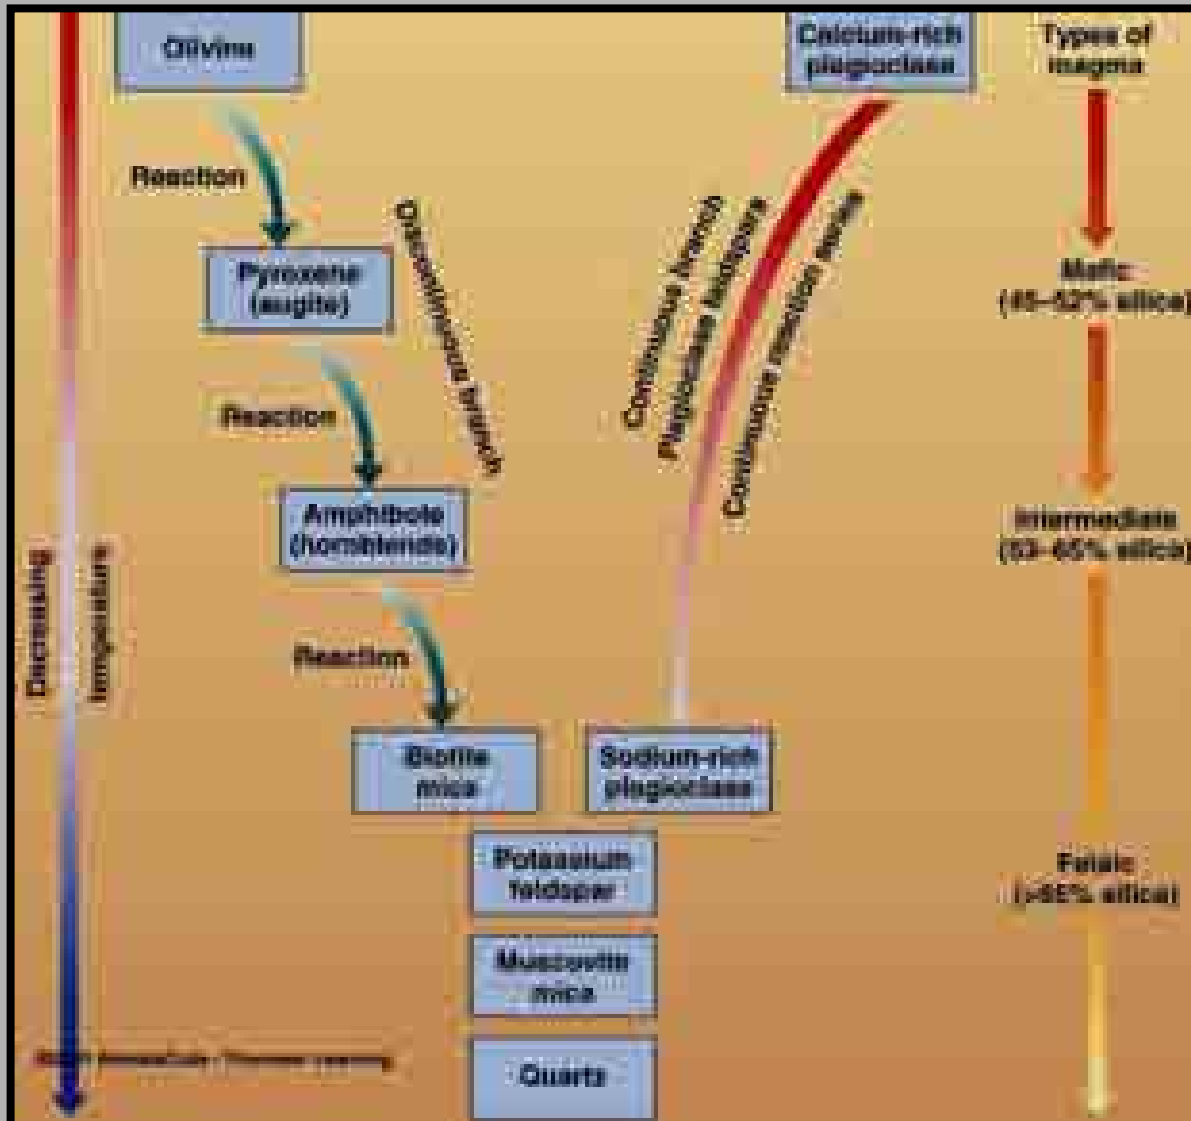 Olivine
Calcium-rich
plagioclase
Types of
magma
Reaction
Pyroxene
(augite)
Discontinuous branch
Continuous branch
Plagioclase feldspars
Continuous reaction series
Mafic
(45–52% silica)
Reaction
Amphibole
(hornblende)
Intermediate
(53–65% silica)
Decreasing
temperature
Reaction
Biotite
mica
Sodium-rich
plagioclase
Potassium
feldspar
Felsic
(>65% silica)
Muscovite
mica
Thomson Learning
Quartz